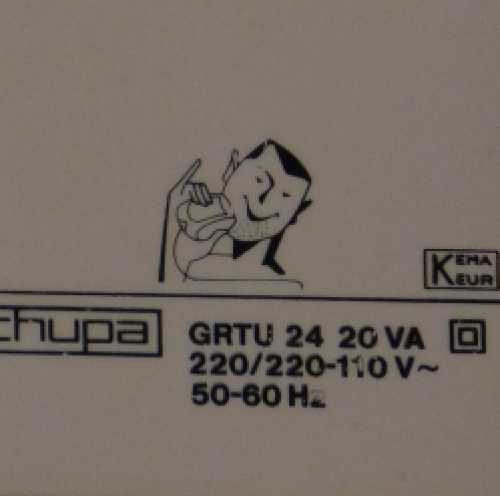 KEMA
KEUR
chupa
GRTU 24 20 VA
220/220-110 V~
50-60 Hz